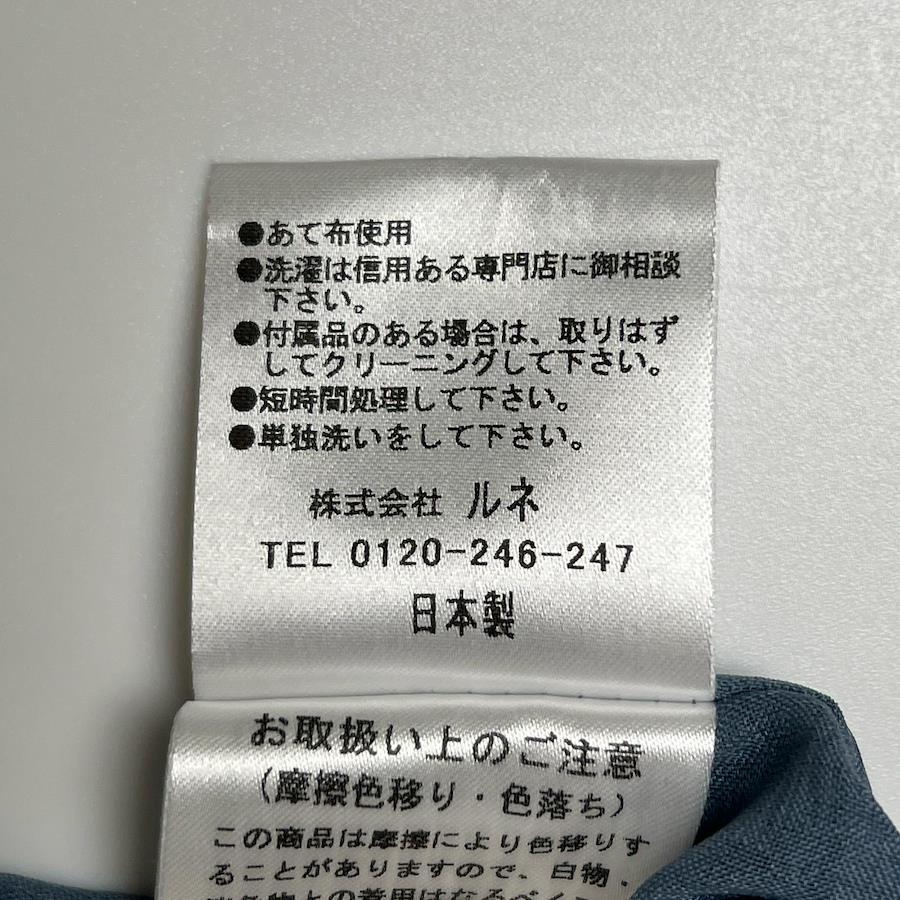 ●あて布使用
●洗濯は信用ある専門店に御相談
下さい。
●付属品のある場合は、取りはず
してクリーニングして下さい。
●短時間処理して下さい。
●単独洗いをして下さい。
株式会社 ルネ
TEL 0120-246-247
日本製
お取扱い上のご注意
(摩擦色移り・色落ち)
この商品は摩擦により色移りす
ることがありますので、白物・